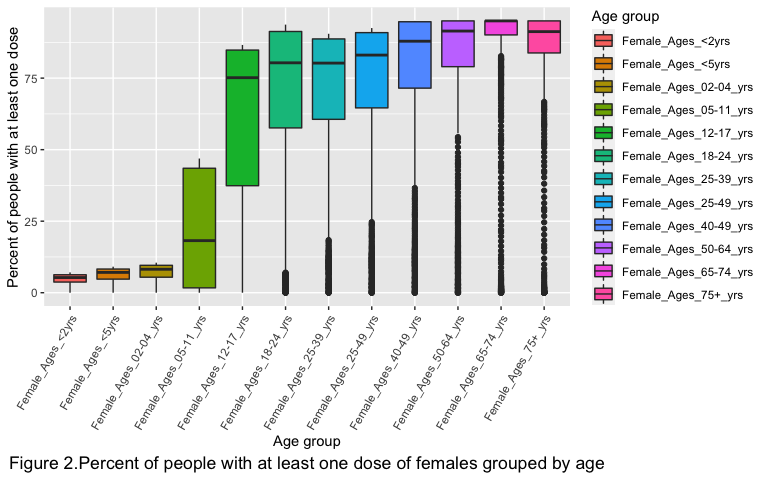 Percent of people with at least one dose
75
50
25
0
Female_Ages_ <2yrs
Female_Ages_ <5yrs
Female_Ages_02-04_yrs
Female_Ages_05-11_yrs
Female_Ages_12-17_yrs
Female_Ages_18-24_yrs
Female_Ages_25-39_yrs
Female_Ages_25-49_yrs
Female_Ages_40-49_yrs
Female_Ages_50-64_yrs
Female_Ages_65-74_yrs
Female_Ages_75+_yrs
Age group
Age group
Female_Ages_<2yrs
Female_Ages_<5yrs
Female_Ages_02-04_yrs
Female_Ages_05-11_yrs
Female_Ages_12-17_yrs
Female_Ages_18-24_yrs
Female_Ages_25-39_yrs
Female_Ages_25-49_yrs
Female_Ages_40-49_yrs
Female_Ages_50-64_yrs
Female_Ages_65-74_yrs
Female_Ages_75+_yrs
Figure 2.Percent of people with at least one dose of females grouped by age